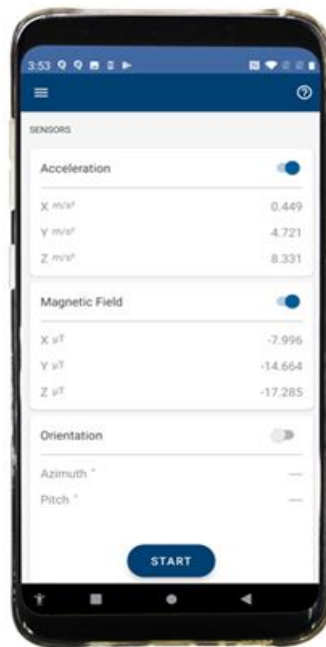 3:53
SENSORS
Acceleration
X m/s² 0.449
Y m/s² 4.721
Z m/s² 8.331
Magnetic Field
X μT -7.996
Y μT -14.664
Z μT -17.285
Orientation
Azimuth ° —
Pitch ° —
START